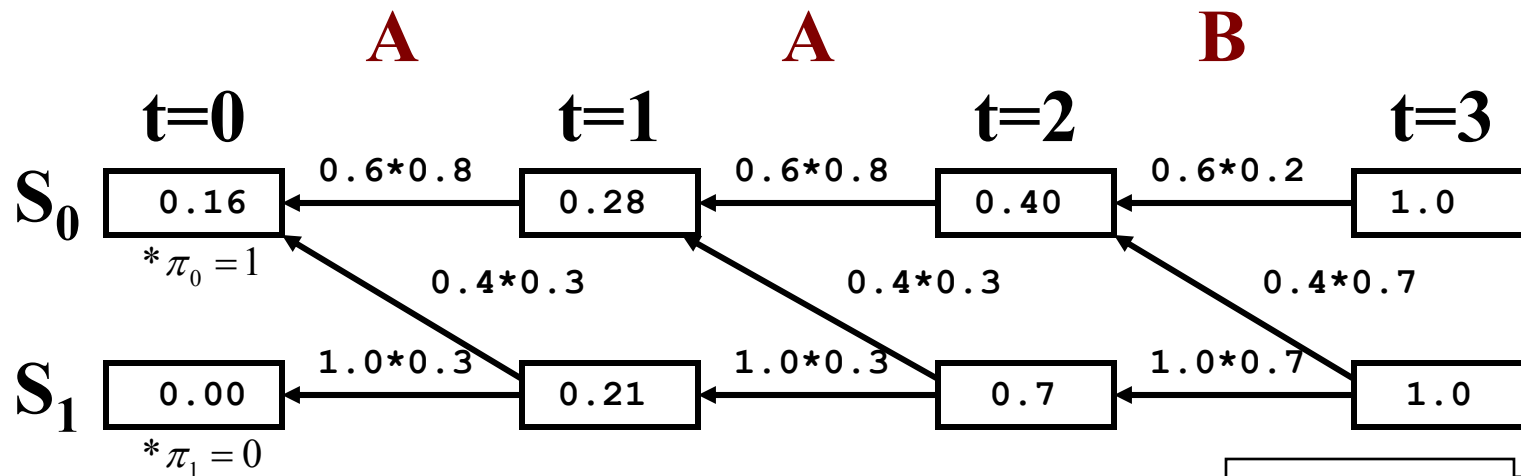 A A B
t=0 t=1 t=2 t=3
0.6*0.8 0.6*0.8 0.6*0.2
S₀ 0.16 0.28 0.40 1.0
*π₀ = 1
0.4*0.3 0.4*0.3 0.4*0.7
1.0*0.3 1.0*0.3 1.0*0.7
S₁ 0.00 0.21 0.7 1.0
*π₁ = 0